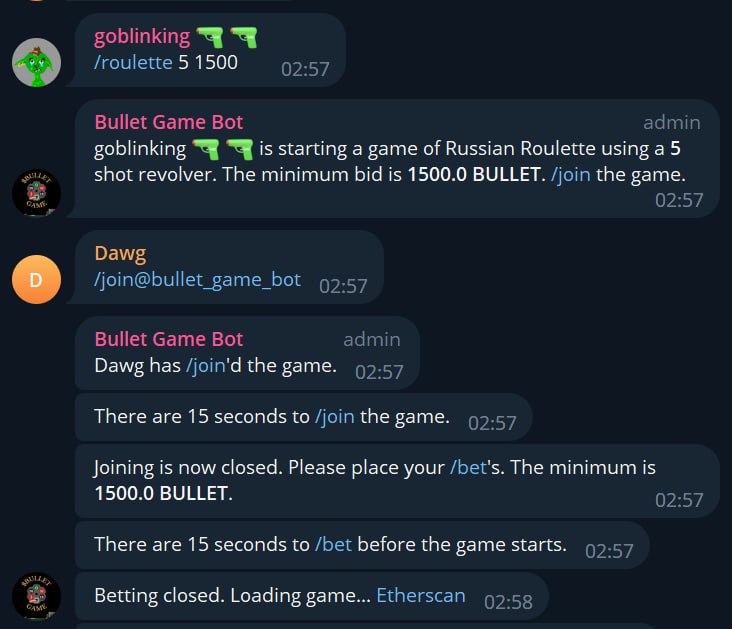 goblinking
/roulette 5 1500 02:57
Bullet Game Bot admin
goblinking is starting a game of Russian Roulette using a 5
shot revolver. The minimum bid is 1500.0 BULLET. /join the game.
02:57
$BULLET
GAME
Dawg
D
/join@bullet_game_bot 02:57
Bullet Game Bot admin
Dawg has /join'd the game. 02:57
There are 15 seconds to /join the game. 02:57
Joining is now closed. Please place your /bet's. The minimum is
1500.0 BULLET. 02:57
There are 15 seconds to /bet before the game starts. 02:57
$BULLET
GAME
Betting closed. Loading game... Etherscan 02:58